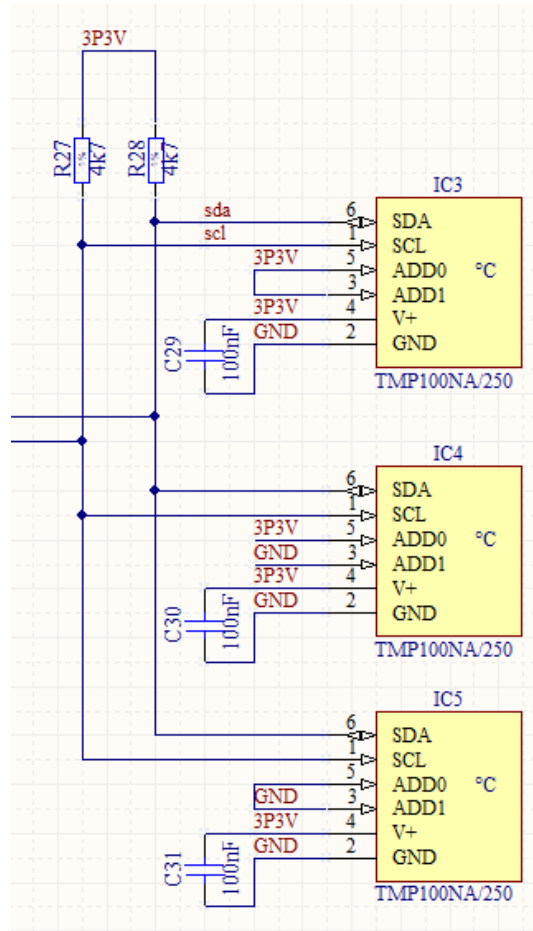 3P3V
R27
1%
4k7
R28
1%
4k7
IC3
sda
6
SDA
scl
1
SCL
3P3V
5
ADD0
°C
3
ADD1
3P3V
4
V+
GND
2
GND
C29
100nF
TMP100NA/250
IC4
6
SDA
1
SCL
3P3V
5
ADD0
°C
GND
3
ADD1
3P3V
4
V+
GND
2
GND
C30
100nF
TMP100NA/250
IC5
6
SDA
1
SCL
5
ADD0
°C
GND
3
ADD1
3P3V
4
V+
GND
2
GND
C31
100nF
TMP100NA/250